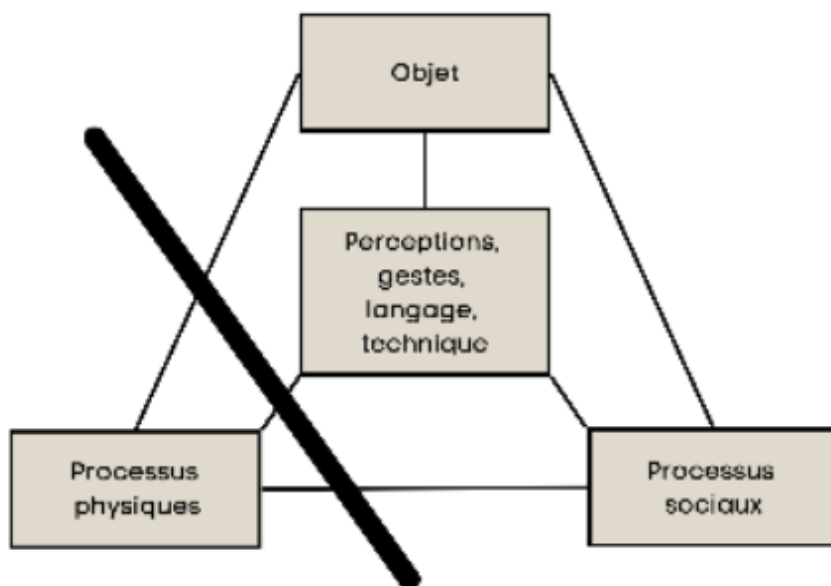 Objet
Perceptions,
gestes,
langage,
technique
Processus
physiques
Processus
sociaux